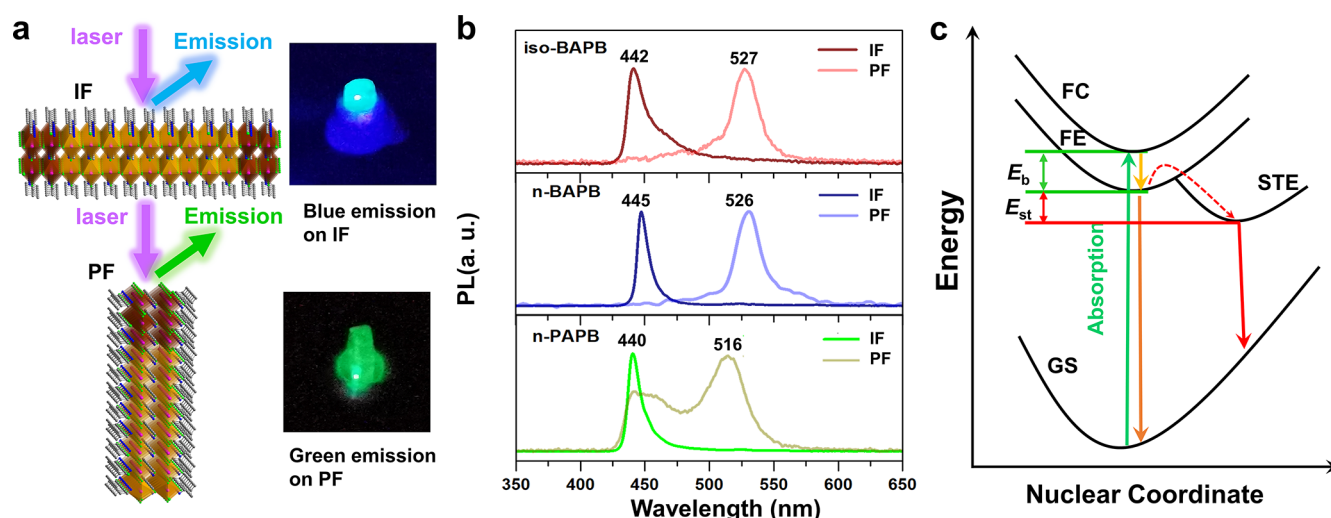 a
laser
Emission
IF
Blue emission
on IF
laser
Emission
PF
Green emission
on PF
b
iso-BAPB
442
527
IF
PF
n-BAPB
445
526
IF
PF
n-PAPB
440
516
IF
PF
PL(a. u.)
350 400 450 500 550 600 650
Wavelength (nm)
c
FC
FE
Eb
Est
STE
Absorption
GS
Energy
Nuclear Coordinate